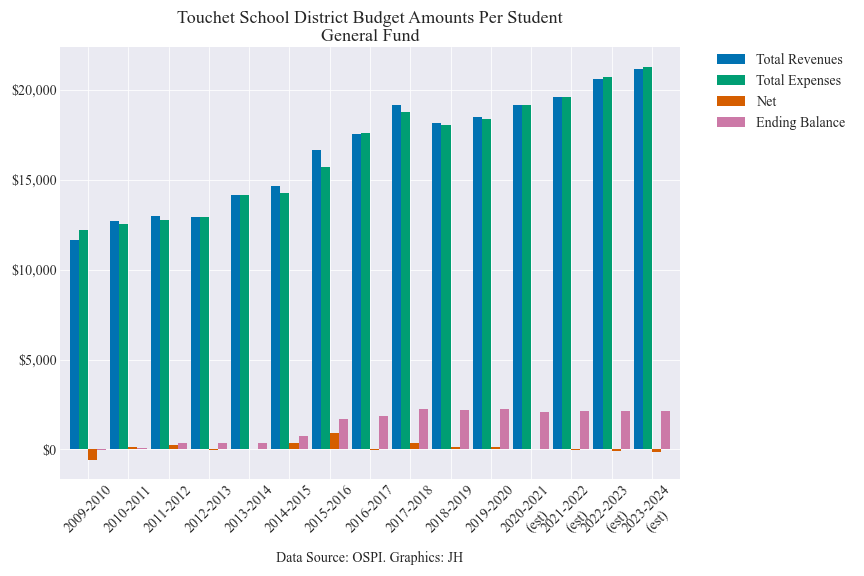 Touchet School District Budget Amounts Per Student
General Fund
Total Revenues
Total Expenses
Net
Ending Balance
$20,000
$15,000
$10,000
$5,000
$0
2009-2010
2010-2011
2011-2012
2012-2013
2013-2014
2014-2015
2015-2016
2016-2017
2017-2018
2018-2019
2019-2020
2020-2021
(est)
2021-2022
(est)
2022-2023
(est)
2023-2024
(est)
Data Source: OSPI. Graphics: JH